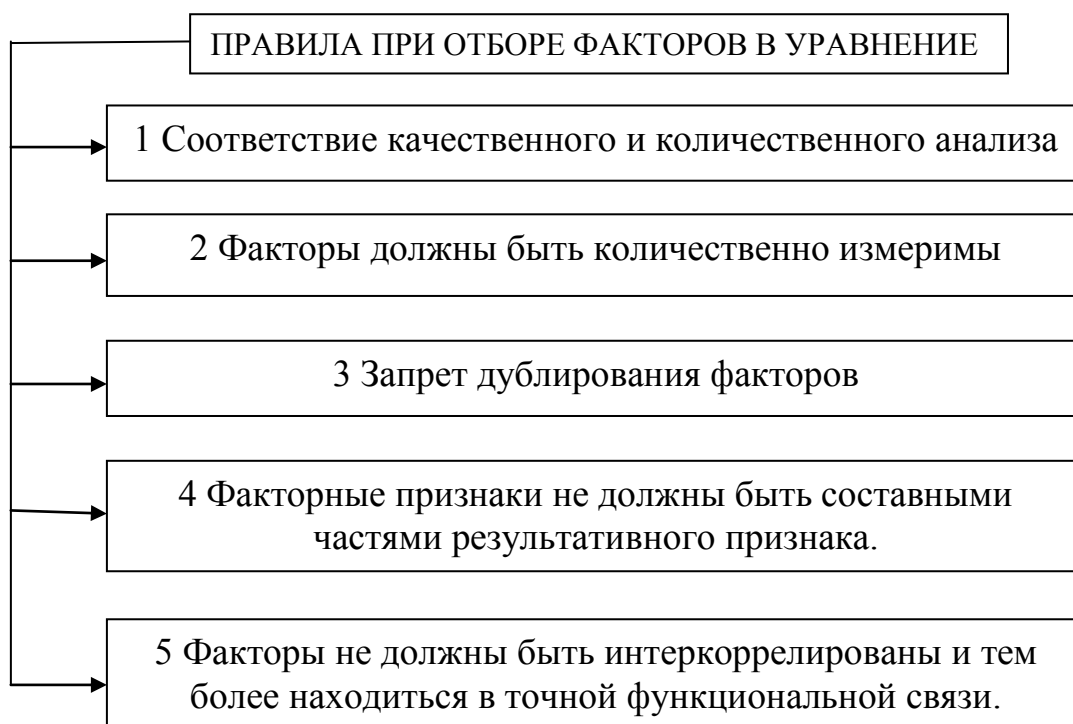 ПРАВИЛА ПРИ ОТБОРЕ ФАКТОРОВ В УРАВНЕНИЕ
1 Соответствие качественного и количественного анализа
2 Факторы должны быть количественно измеримы
3 Запрет дублирования факторов
4 Факторные признаки не должны быть составными
частями результативного признака.
5 Факторы не должны быть интеркоррелированы и тем
более находиться в точной функциональной связи.